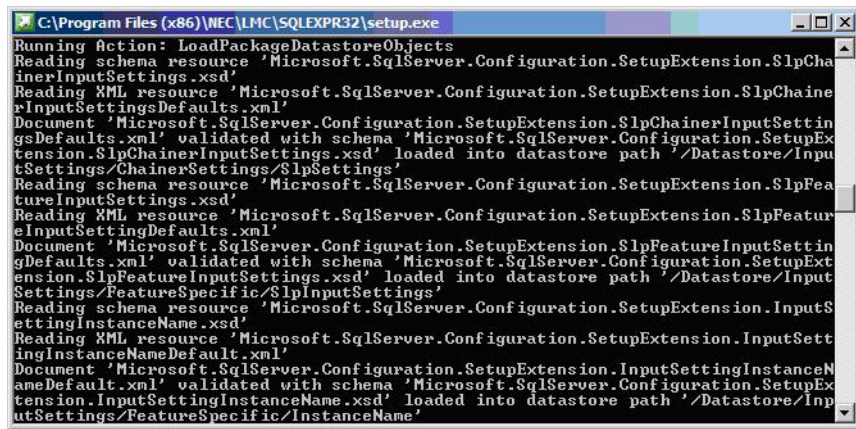 C:\Program Files (x86)\NEC\LMC\SQLEXPR32\setup.exe
Running Action: LoadPackageDatastoreObjects
Reading schema resource 'Microsoft.SqlServer.Configuration.SetupExtension.SlpCha
inerInputSettings.xsd'
Reading XML resource 'Microsoft.SqlServer.Configuration.SetupExtension.SlpChaine
rInputSettingsDefaults.xml'
Document 'Microsoft.SqlServer.Configuration.SetupExtension.SlpChainerInputSettin
gsDefaults.xml' validated with schema 'Microsoft.SqlServer.Configuration.SetupEx
tension.SlpChainerInputSettings.xsd' loaded into datastore path '/Datastore/Inpu
tSettings/ChainerSettings/SlpSettings'
Reading schema resource 'Microsoft.SqlServer.Configuration.SetupExtension.SlpFea
tureInputSettings.xsd'
Reading XML resource 'Microsoft.SqlServer.Configuration.SetupExtension.SlpFeatur
eInputSettingDefaults.xml'
Document 'Microsoft.SqlServer.Configuration.SetupExtension.SlpFeatureInputSettin
gDefaults.xml' validated with schema 'Microsoft.SqlServer.Configuration.SetupExt
ension.SlpFeatureInputSettings.xsd' loaded into datastore path '/Datastore/Input
Settings/FeatureSpecific/SlpInputSettings'
Reading schema resource 'Microsoft.SqlServer.Configuration.SetupExtension.InputS
ettingInstanceName.xsd'
Reading XML resource 'Microsoft.SqlServer.Configuration.SetupExtension.InputSett
ingInstanceNameDefault.xml'
Document 'Microsoft.SqlServer.Configuration.SetupExtension.InputSettingInstanceN
ameDefault.xml' validated with schema 'Microsoft.SqlServer.Configuration.SetupEx
tension.InputSettingInstanceName.xsd' loaded into datastore path '/Datastore/Inp
utSettings/FeatureSpecific/InstanceName'